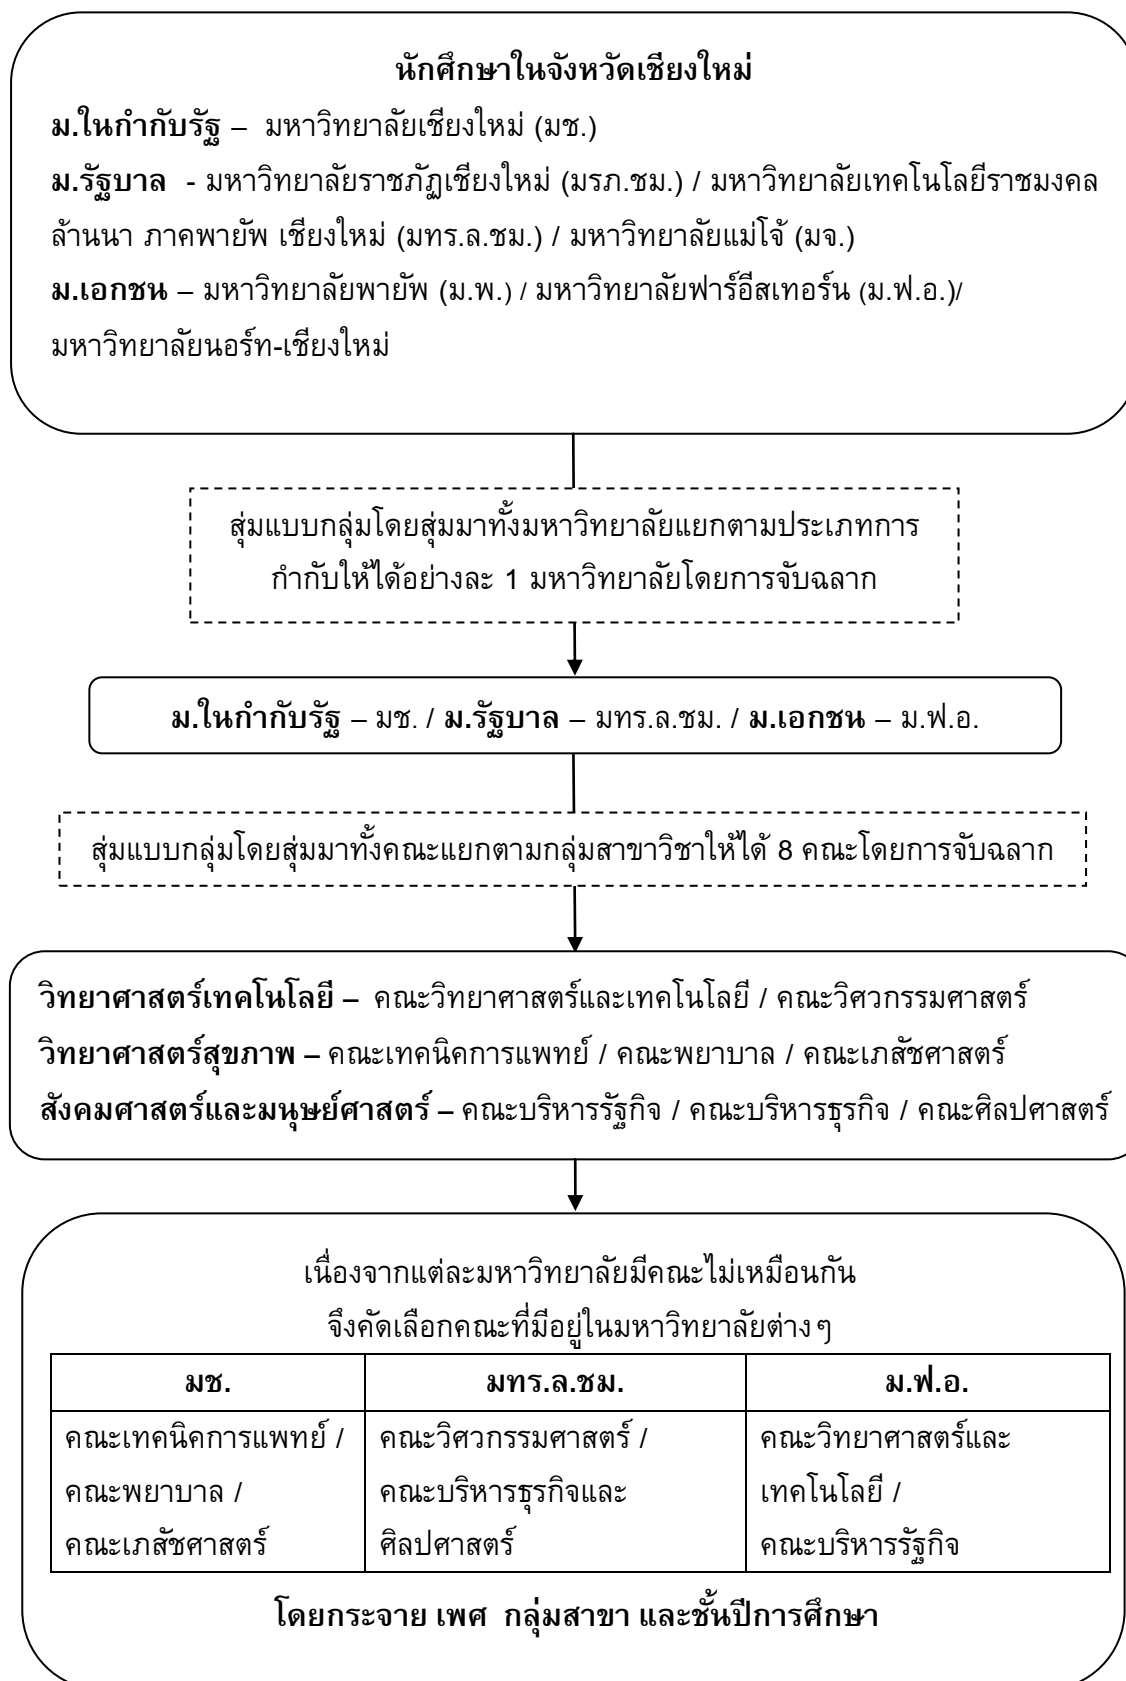 นักศึกษาในจังหวัดเชียงใหม่
ม.ในกำกับรัฐ – มหาวิทยาลัยเชียงใหม่ (มช.)
ม.รัฐบาล - มหาวิทยาลัยราชภัฏเชียงใหม่ (มรภ.ชม.) / มหาวิทยาลัยเทคโนโลยีราชมงคล
ล้านนา ภาคพายัพ เชียงใหม่ (มทร.ล.ชม.) / มหาวิทยาลัยแม่โจ้ (มจ.)
ม.เอกชน – มหาวิทยาลัยพายัพ (ม.พ.) / มหาวิทยาลัยฟาร์อีสเทอร์น (ม.ฟ.อ.)/
มหาวิทยาลัยนอร์ท-เชียงใหม่
สุ่มแบบกลุ่มโดยสุ่มมาทั้งมหาวิทยาลัยแยกตามประเภทการ
กำกับให้ได้อย่างละ 1 มหาวิทยาลัยโดยการจับฉลาก
ม.ในกำกับรัฐ – มช. / ม.รัฐบาล – มทร.ล.ชม. / ม.เอกชน – ม.ฟ.อ.
สุ่มแบบกลุ่มโดยสุ่มมาทั้งคณะแยกตามกลุ่มสาขาวิชาให้ได้ 8 คณะโดยการจับฉลาก
วิทยาศาสตร์เทคโนโลยี – คณะวิทยาศาสตร์และเทคโนโลยี / คณะวิศวกรรมศาสตร์
วิทยาศาสตร์สุขภาพ – คณะเทคนิคการแพทย์ / คณะพยาบาล / คณะเภสัชศาสตร์
สังคมศาสตร์และมนุษย์ศาสตร์ – คณะบริหารรัฐกิจ / คณะบริหารธุรกิจ / คณะศิลปศาสตร์
เนื่องจากแต่ละมหาวิทยาลัยมีคณะไม่เหมือนกัน
จึงคัดเลือกคณะที่มีอยู่ในมหาวิทยาลัยต่างๆ
มช.
มทร.ล.ชม.
ม.ฟ.อ.
คณะเทคนิคการแพทย์ /
คณะพยาบาล /
คณะเภสัชศาสตร์
คณะวิศวกรรมศาสตร์ /
คณะบริหารธุรกิจและ
ศิลปศาสตร์
คณะวิทยาศาสตร์และ
เทคโนโลยี /
คณะบริหารรัฐกิจ
โดยกระจาย เพศ กลุ่มสาขา และชั้นปีการศึกษา